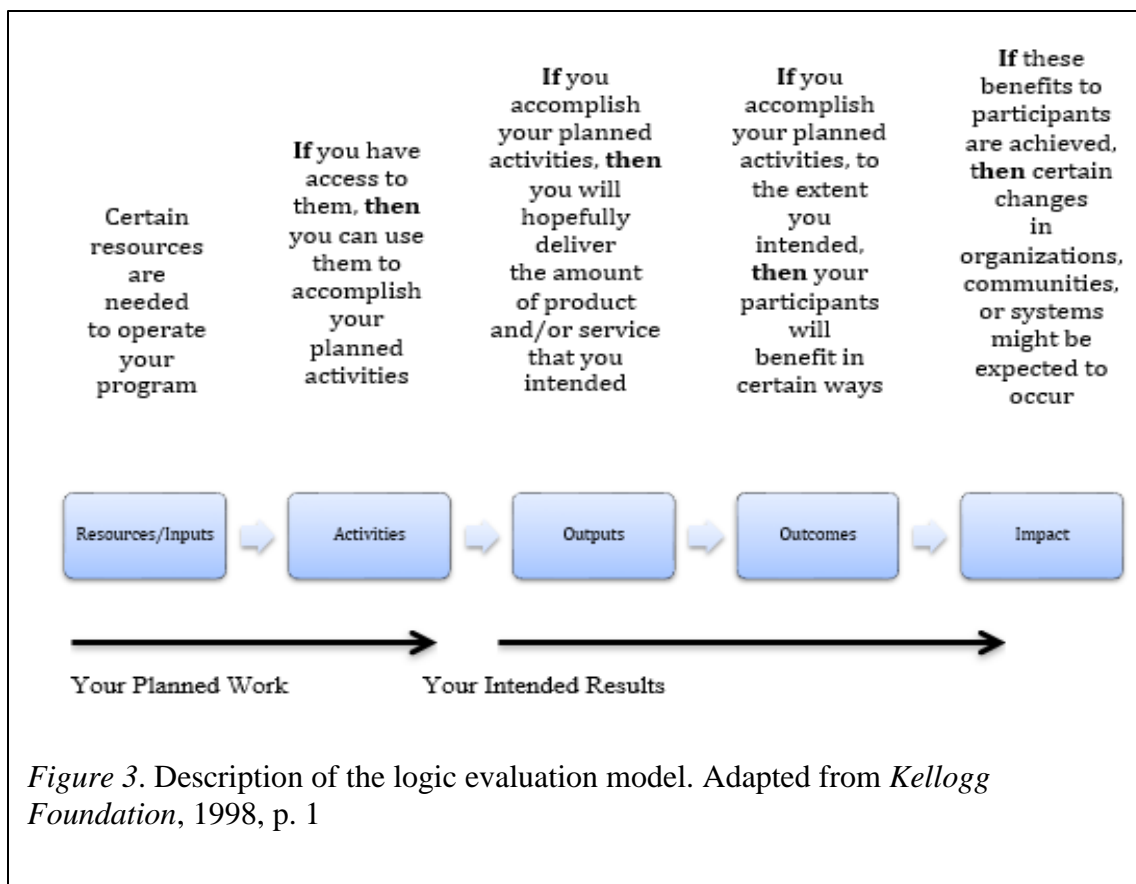 Certain
resources
are
needed
to operate
your
program
If you have
access to
them, then
you can use
them to
accomplish
your
planned
activities
If you
accomplish
your planned
activities, then
you will
hopefully
deliver
the amount
of product
and/or service
that you
intended
If you
accomplish
your planned
activities, to
the extent
you
intended,
then your
participants
will
benefit in
certain ways
If these
benefits to
participants
are achieved,
then certain
changes
in
organizations,
communities,
or systems
might be
expected to
occur
Resources/Inputs
Activities
Outputs
Outcomes
Impact
Your Planned Work
Your Intended Results
Figure 3. Description of the logic evaluation model. Adapted from Kellogg
Foundation, 1998, p. 1